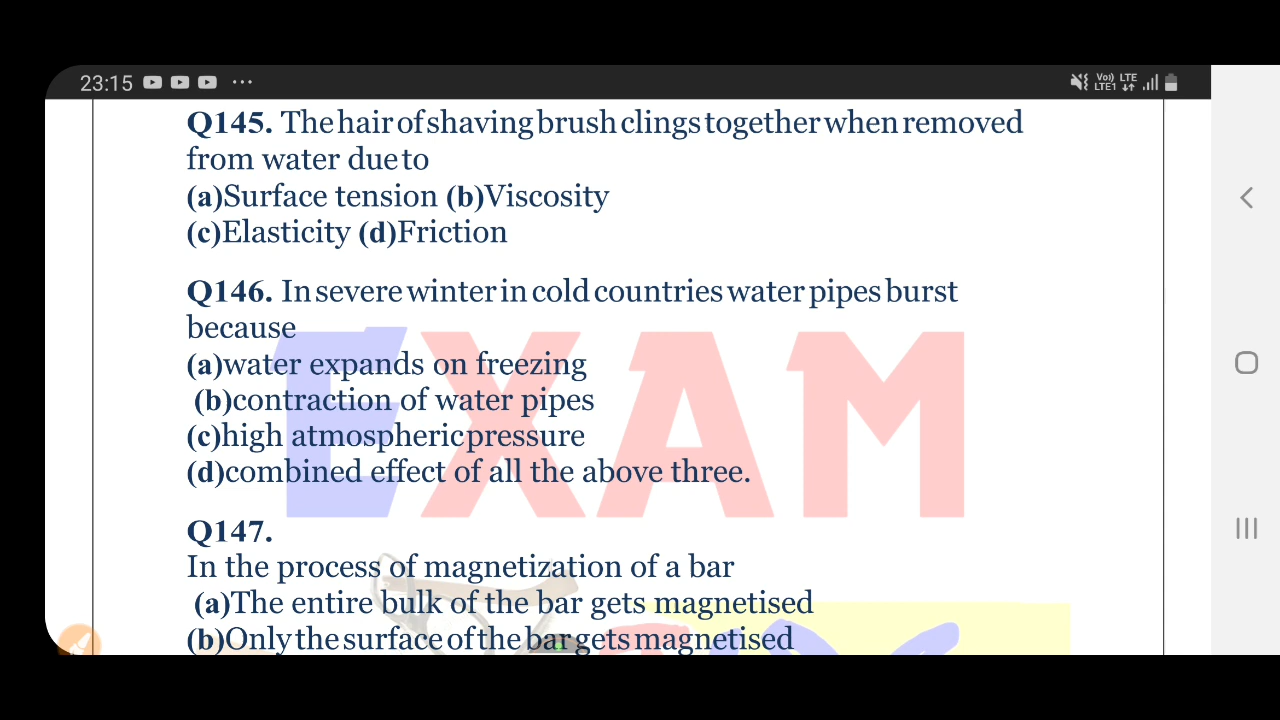 23:15
Vo)) LTE
LTE1
Q145. The hair of shaving brush clings together when removed
from water due to
(a)Surface tension (b)Viscosity
(c)Elasticity (d)Friction
Q146. In severe winter in cold countries water pipes burst
because
(a)water expands on freezing
(b)contraction of water pipes
(c)high atmospheric pressure
(d)combined effect of all the above three.
EXAM
Q147.
In the process of magnetization of a bar
(a)The entire bulk of the bar gets magnetised
(b)Only the surface of the bar gets magnetised